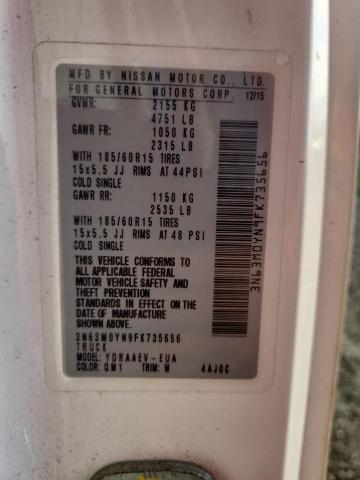 MFD. BY NISSAN MOTOR CO., LTD.
FOR GENERAL MOTORS CORP. 12/15
GVWR: 2155 KG
4751 LB
GAWR FR: 1050 KG
2315 LB
WITH 185/60R15 TIRES
15x5.5 JJ RIMS AT 44PSI
COLD SINGLE
GAWR RR: 1150 KG
2535 LB
WITH 185/60R15 TIRES
15x5.5 JJ RIMS AT 48 PSI
COLD SINGLE
THIS VEHICLE CONFORMS TO
ALL APPLICABLE FEDERAL
MOTOR VEHICLE SAFETY AND
THEFT PREVENTION
STANDARDS IN EFFECT ON
THE DATE OF MANUFACTURE
SHOWN ABOVE
3N63M0YN9FK735656
TRUCK
MODEL: YDRAAEV-EUA
COLOR: QM1 TRIM: W 4AJ0C
3N63M0YN9FK735656